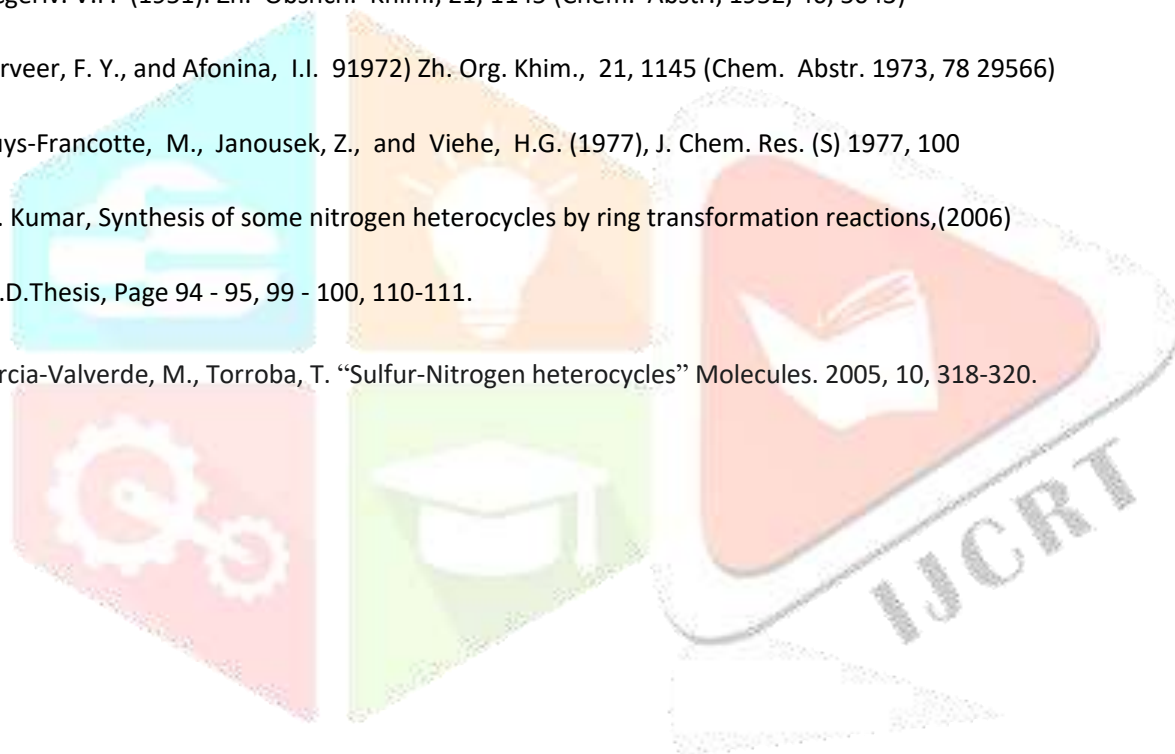 rveer, F. Y., and Afonina, I.I. 91972) Zh. Org. Khim., 21, 1145 (Chem. Abstr. 1973, 78 29566)
ys-Francotte, M., Janousek, Z., and Viehe, H.G. (1977), J. Chem. Res. (S) 1977, 100
. Kumar, Synthesis of some nitrogen heterocycles by ring transformation reactions,(2006)
.D.Thesis, Page 94 - 95, 99 - 100, 110-111.
rcia-Valverde, M., Torroba, T. “Sulfur-Nitrogen heterocycles” Molecules. 2005, 10, 318-320.
IJCRT